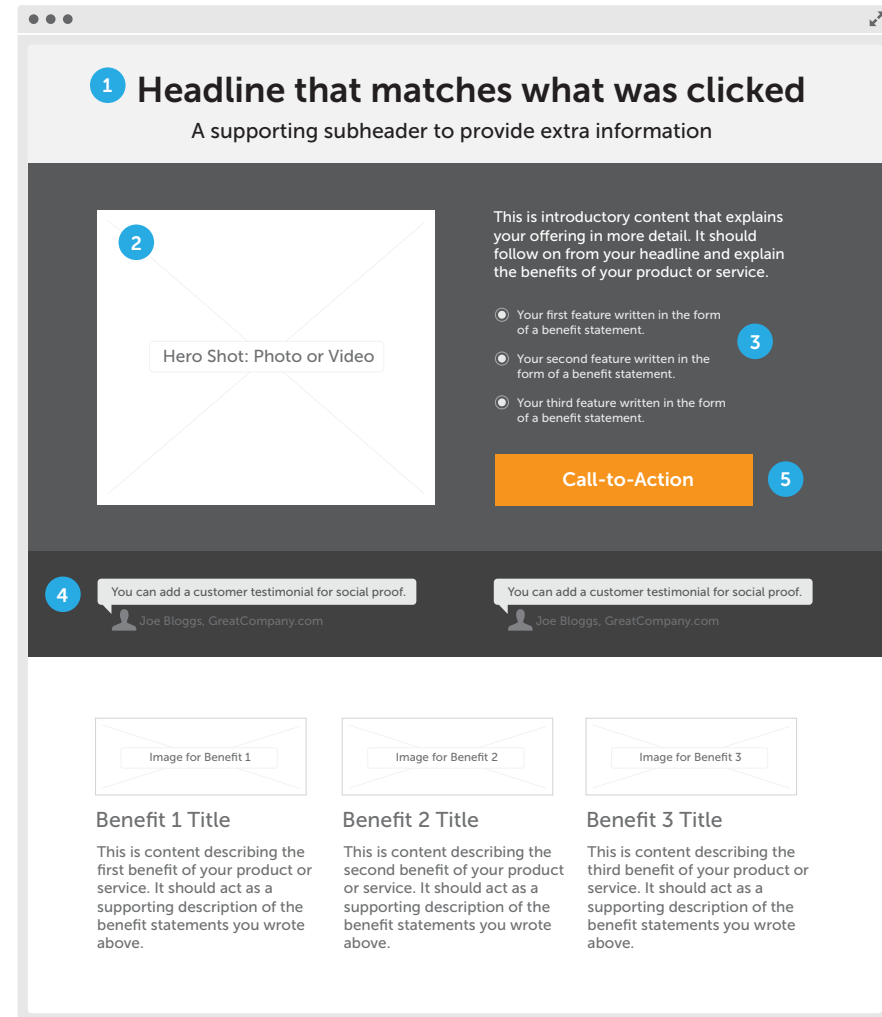 1 Headline that matches what was clicked
A supporting subheader to provide extra information
2
Hero Shot: Photo or Video
This is introductory content that explains
your offering in more detail. It should
follow on from your headline and explain
the benefits of your product or service.
Your first feature written in the form
of a benefit statement.
3
Your second feature written in the
form of a benefit statement.
Your third feature written in the form
of a benefit statement.
Call-to-Action 5
4
You can add a customer testimonial for social proof.
Joe Bloggs, GreatCompany.com
You can add a customer testimonial for social proof.
Joe Bloggs, GreatCompany.com
Image for Benefit 1
Benefit 1 Title
This is content describing the
first benefit of your product or
service. It should act as a
supporting description of the
benefit statements you wrote
above.
Image for Benefit 2
Benefit 2 Title
This is content describing the
second benefit of your product
or service. It should act as a
supporting description of the
benefit statements you wrote
above.
Image for Benefit 3
Benefit 3 Title
This is content describing the
third benefit of your product or
service. It should act as a
supporting description of the
benefit statements you wrote
above.